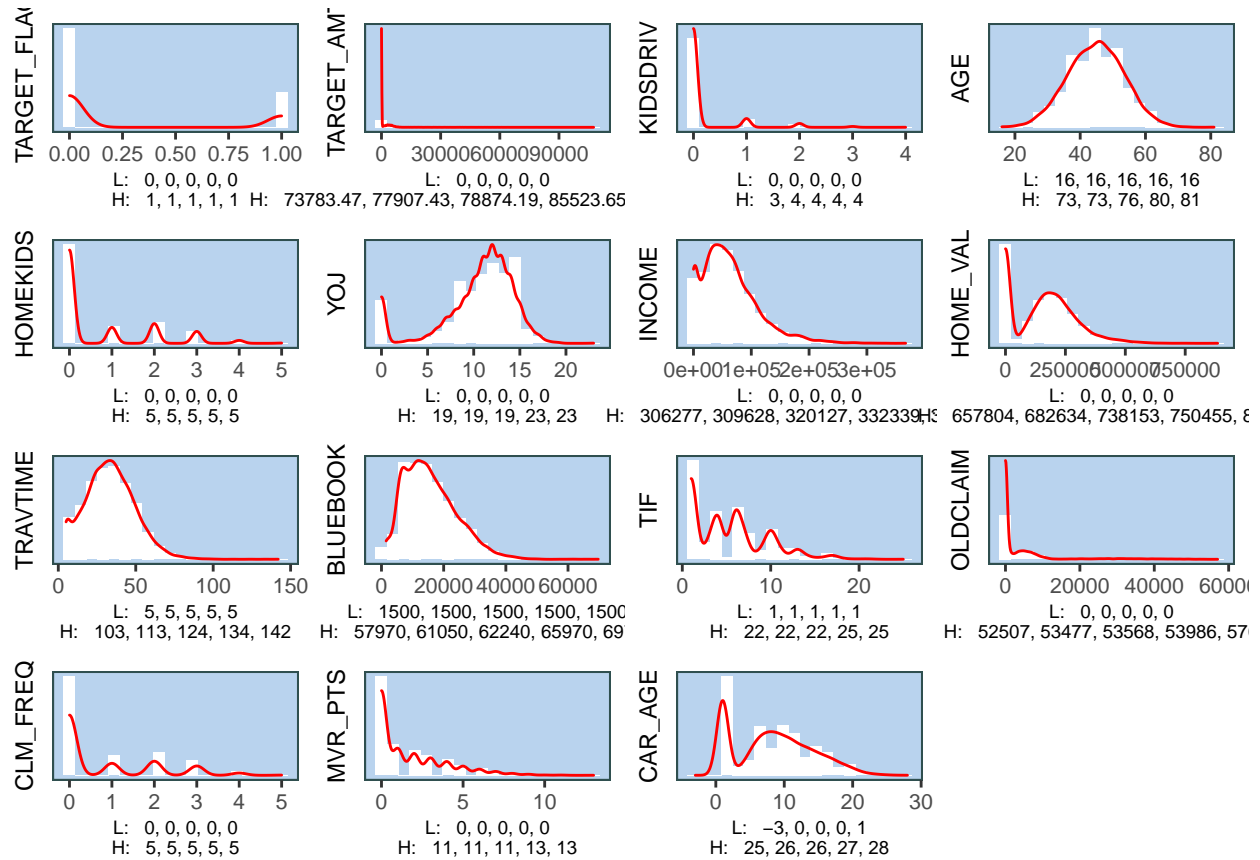 TARGET_FLAG
0.00 0.25 0.50 0.75 1.00
L: 0, 0, 0, 0, 0
H: 1, 1, 1, 1, 1
TARGET_AMT
0 30000 60000 90000
L: 0, 0, 0, 0, 0
H: 73783.47, 77907.43, 78874.19, 85523.65
KIDSDRIV
0 1 2 3 4
L: 0, 0, 0, 0, 0
H: 3, 4, 4, 4, 4
AGE
20 40 60 80
L: 16, 16, 16, 16, 16
H: 73, 73, 76, 80, 81
HOMEKIDS
0 1 2 3 4 5
L: 0, 0, 0, 0, 0
H: 5, 5, 5, 5, 5
YOJ
0 5 10 15 20
L: 0, 0, 0, 0, 0
H: 19, 19, 19, 23, 23
INCOME
0e+00 1e+05 2e+05 3e+05
L: 0, 0, 0, 0, 0
H: 306277, 309628, 320127, 332339,
HOME_VAL
0 250000 500000 750000
L: 0, 0, 0, 0, 0
H: 657804, 682634, 738153, 750455, 8
TRAVTIME
0 50 100 150
L: 5, 5, 5, 5, 5
H: 103, 113, 124, 134, 142
BLUEBOOK
0 20000 40000 60000
L: 1500, 1500, 1500, 1500, 1500
H: 57970, 61050, 62240, 65970, 69
TIF
0 10 20
L: 1, 1, 1, 1, 1
H: 22, 22, 22, 25, 25
OLDCLAIM
0 20000 40000 60000
L: 0, 0, 0, 0, 0
H: 52507, 53477, 53568, 53986, 570
CLM_FREQ
0 1 2 3 4 5
L: 0, 0, 0, 0, 0
H: 5, 5, 5, 5, 5
MVR_PTS
0 5 10
L: 0, 0, 0, 0, 0
H: 11, 11, 11, 13, 13
CAR_AGE
0 10 20 30
L: −3, 0, 0, 0, 1
H: 25, 26, 26, 27, 28